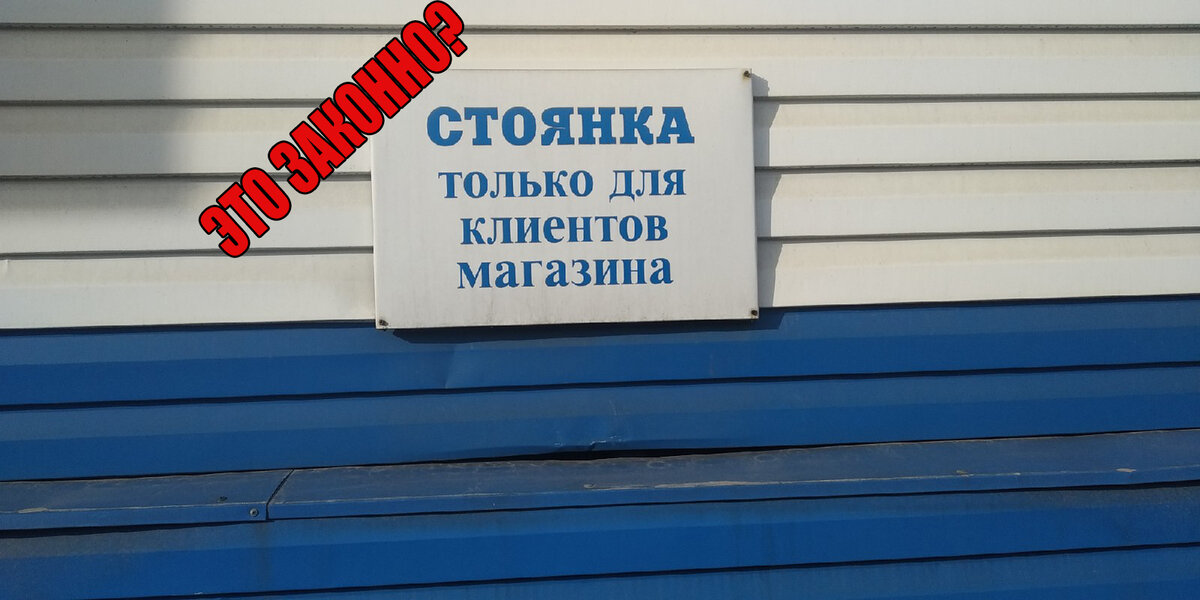 ЭТО ЗАКОННО?
СТОЯНКА
только для
клиентов
магазина